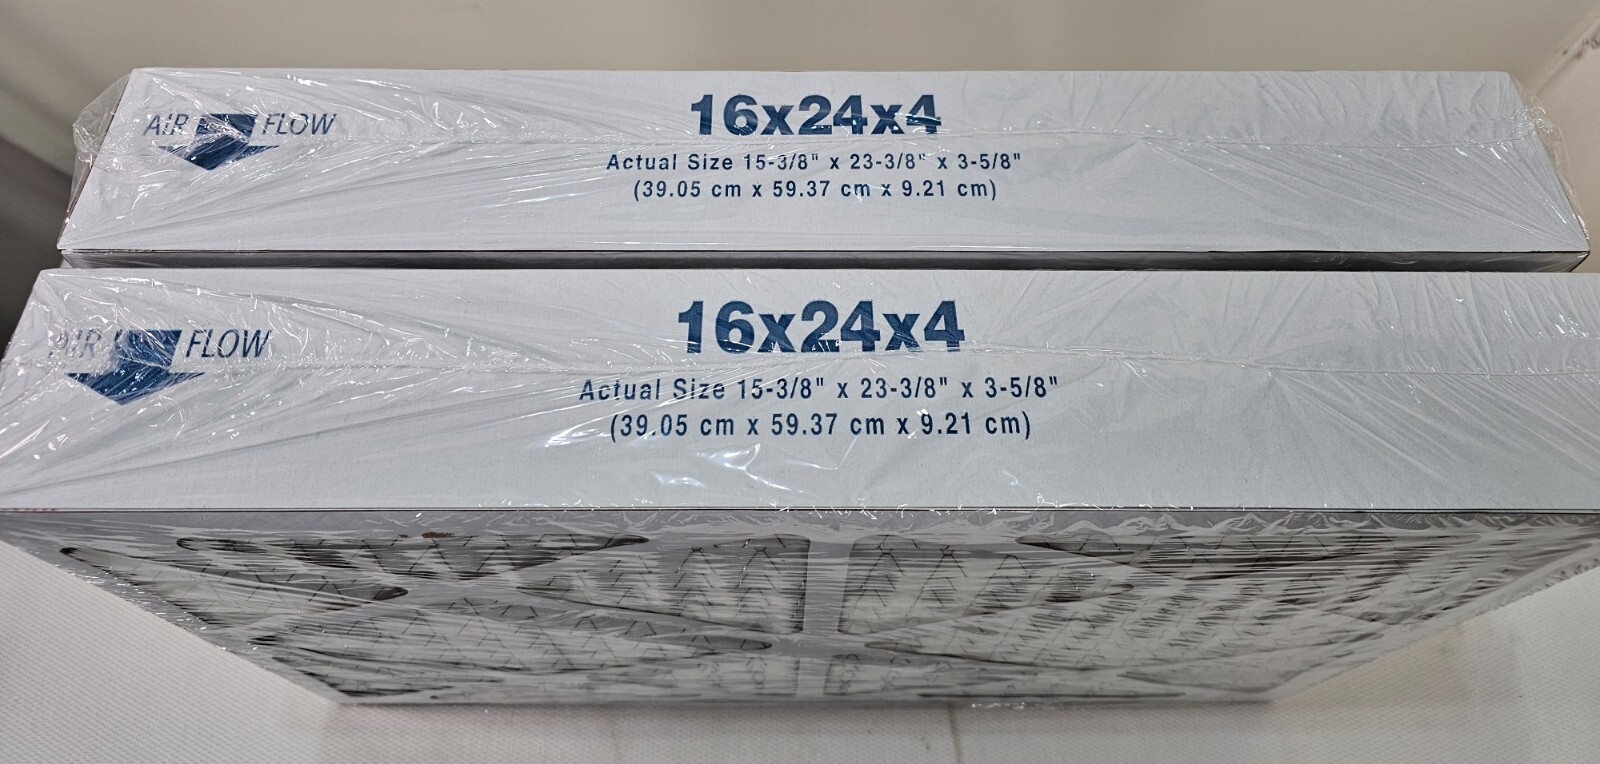 AIR FLOW
16x24x4
Actual Size 15-3/8" x 23-3/8" x 3-5/8"
(39.05 cm x 59.37 cm x 9.21 cm)
AIR FLOW
16x24x4
Actual Size 15-3/8" x 23-3/8" x 3-5/8"
(39.05 cm x 59.37 cm x 9.21 cm)